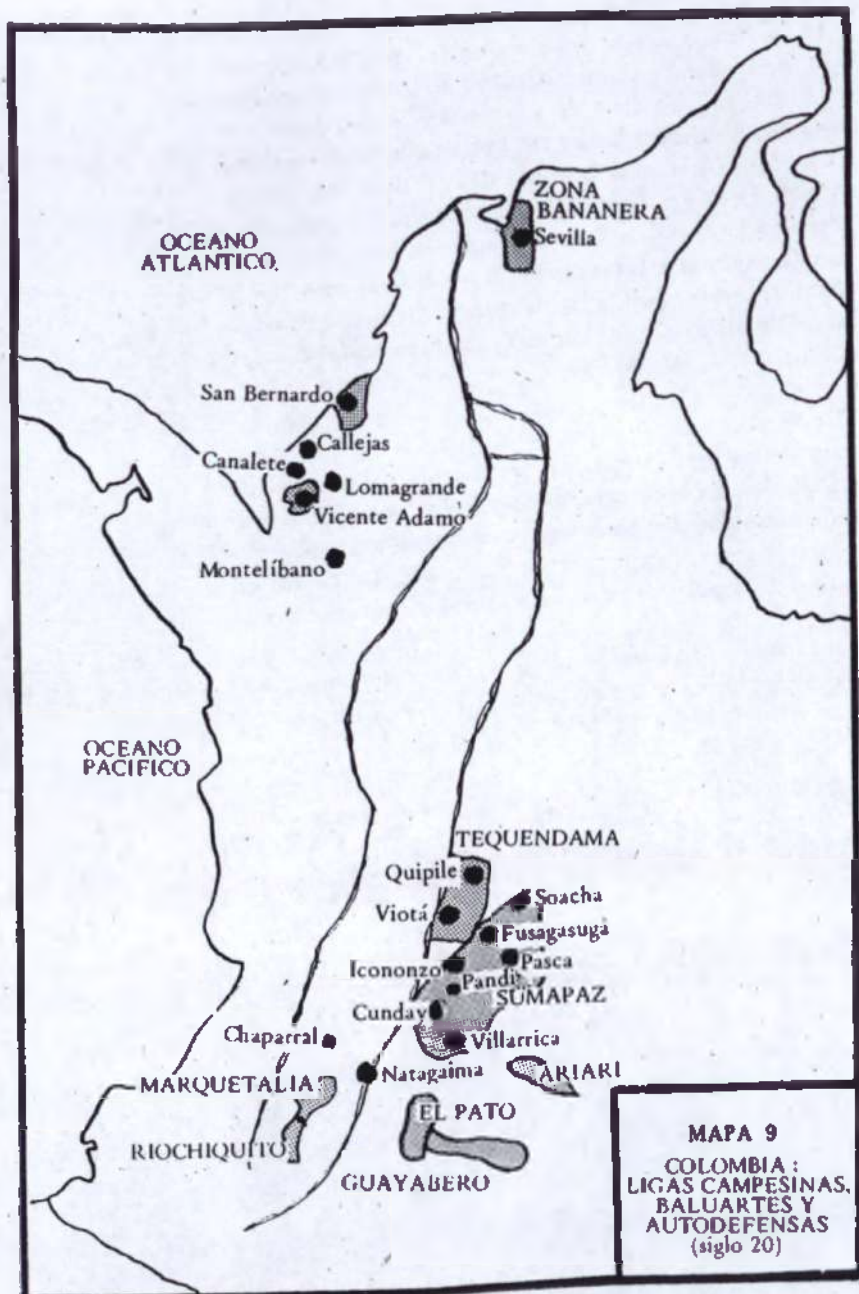 ZONA
BANANERA
Sevilla
OCEANO
ATLANTICO.
San Bernardo
Callejas
Canalete
Lomagrande
Vicente Adamo
Montelíbano
OCEANO
PACIFICO
TEQUENDAMA
Quipile
Soacha
Viotá
Fusagasuga
Icononzo
Pasca
Pandi
SUMAPAZ
Cunday
Chaparral
Villarrica
MARQUETALIA
Natagaima
ARIARI
EL PATO
RIOCHIQUITO
GUAYABERO
MAPA 9
COLOMBIA :
LIGAS CAMPESINAS,
BALUARTES Y
AUTODEFENSAS
(siglo 20)